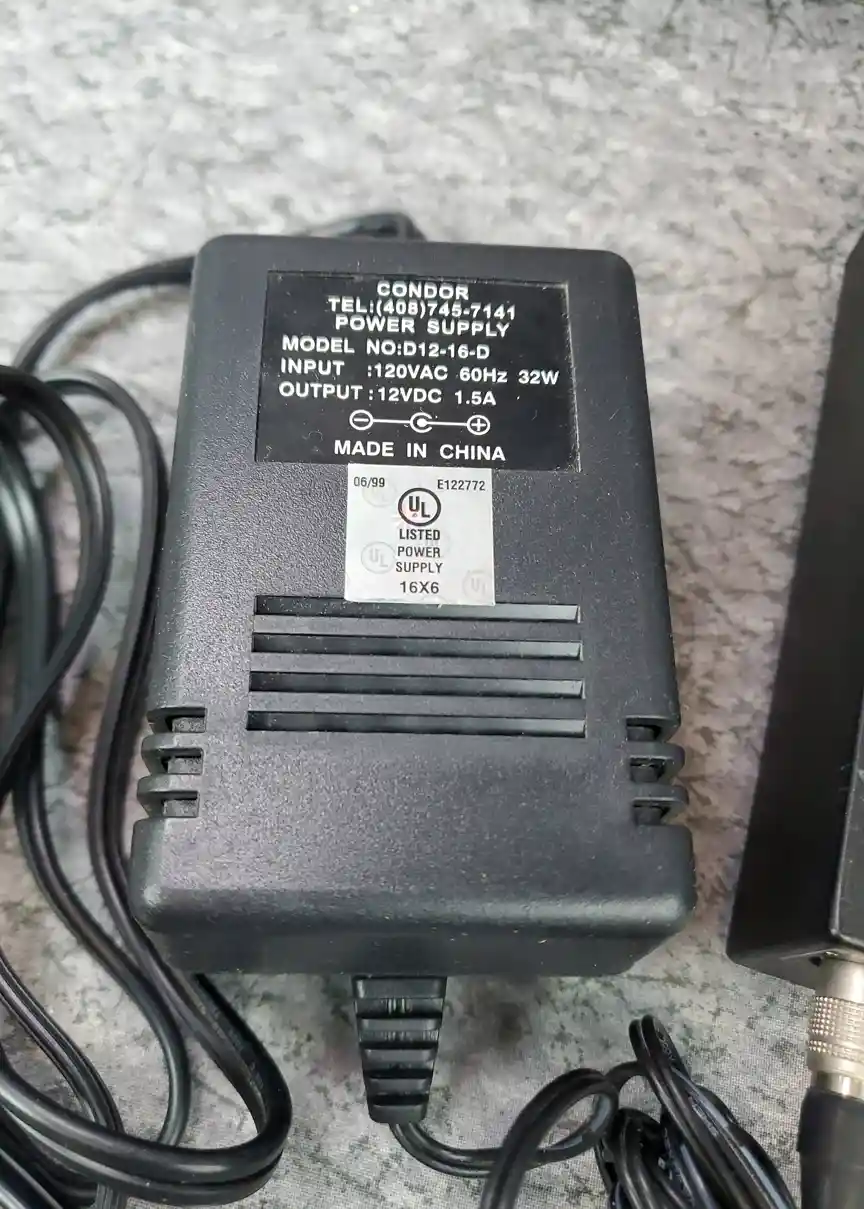 CONDOR
TEL:(408)745-7141
POWER SUPPLY
MODEL NO:D12-16-D
INPUT :120VAC 60Hz 32W
OUTPUT :12VDC 1.5A
MADE IN CHINA
06/99 E122772
UL
LISTED
POWER
SUPPLY
16X6